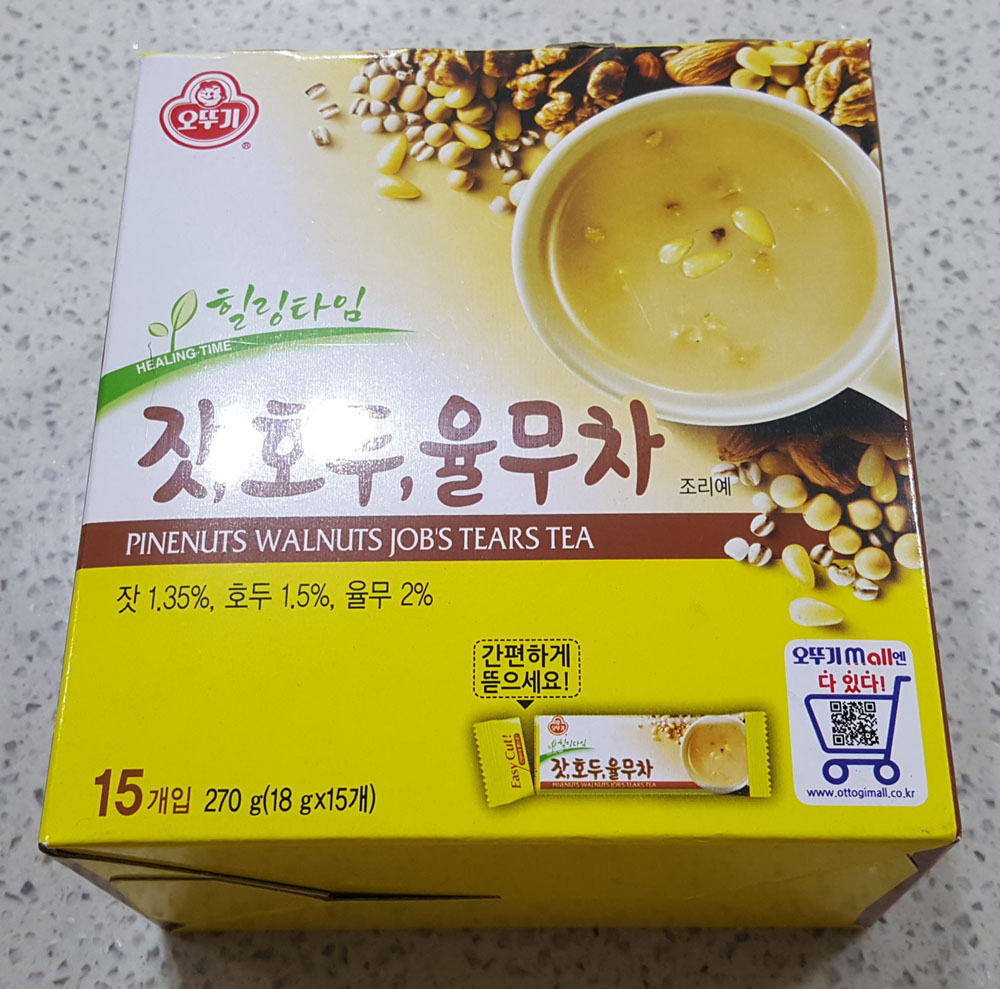 오뚜기
®
힐링타임
HEALING·TIME
잣,호두,율무차
조리예
PINENUTS WALNUTS JOB'S TEARS TEA
잣 1.35%, 호두 1.5%, 율무 2%
간편하게
뜯으세요!
Easy Cut!
오뚜기
힐링타임
잣,호두,율무차
PINENUTS WALNUTS JOB'S TEARS TEA
오뚜기mall엔
다 있다!
www.ottogimall.co.kr
15개입 270 g(18 gx15개)